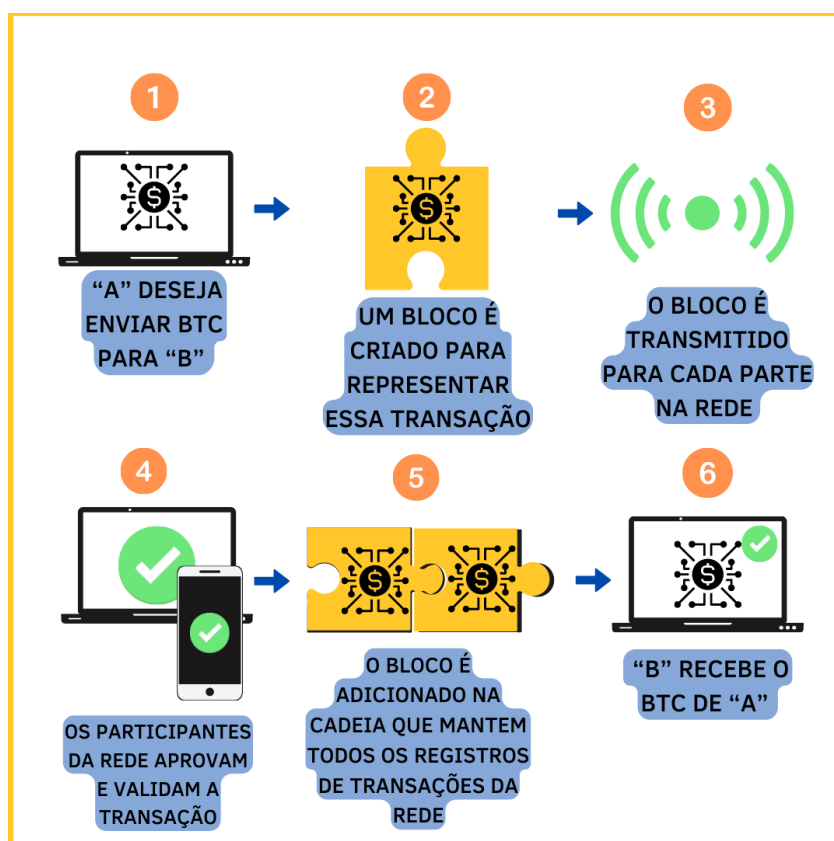 1
2
3
"A" DESEJA
ENVIAR BTC
PARA "B"
UM BLOCO É
CRIADO PARA
REPRESENTAR
ESSA TRANSAÇÃO
O BLOCO É
TRANSMITIDO
PARA CADA PARTE
NA REDE
4
5
6
OS PARTICIPANTES
DA REDE APROVAM
E VALIDAM A
TRANSAÇÃO
O BLOCO É
ADICIONADO NA
CADEIA QUE MANTEM
TODOS OS REGISTROS
DE TRANSAÇÕES DA
REDE
"B" RECEBE O
BTC DE "A"